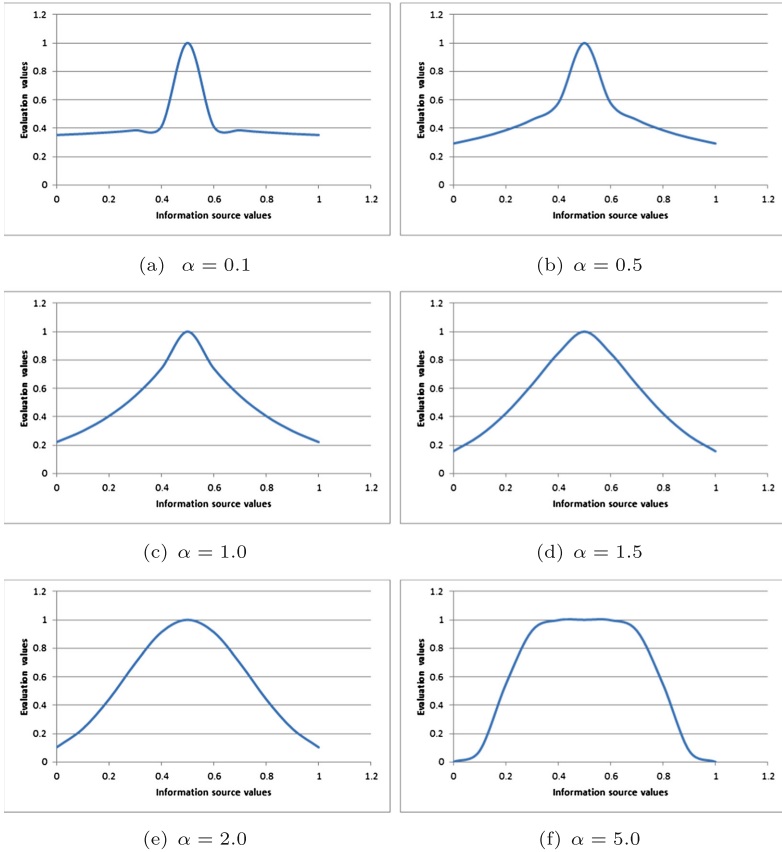 1.2
1
0.8
0.6
0.4
0.2
0
Evaluation values
0 0.2 0.4 0.6 0.8 1 1.2
Information source values
(a) α = 0.1
1.2
1
0.8
0.6
0.4
0.2
0
Evaluation values
0 0.2 0.4 0.6 0.8 1 1.2
Information source values
(b) α = 0.5
1.2
1
0.8
0.6
0.4
0.2
0
Evaluation values
0 0.2 0.4 0.6 0.8 1 1.2
Information source values
(c) α = 1.0
1.2
1
0.8
0.6
0.4
0.2
0
Evaluation values
0 0.2 0.4 0.6 0.8 1 1.2
Information source values
(d) α = 1.5
1.2
1
0.8
0.6
0.4
0.2
0
Evaluation values
0 0.2 0.4 0.6 0.8 1 1.2
Information source values
(e) α = 2.0
1.2
1
0.8
0.6
0.4
0.2
0
Evaluation values
0 0.2 0.4 0.6 0.8 1 1.2
Information source values
(f) α = 5.0